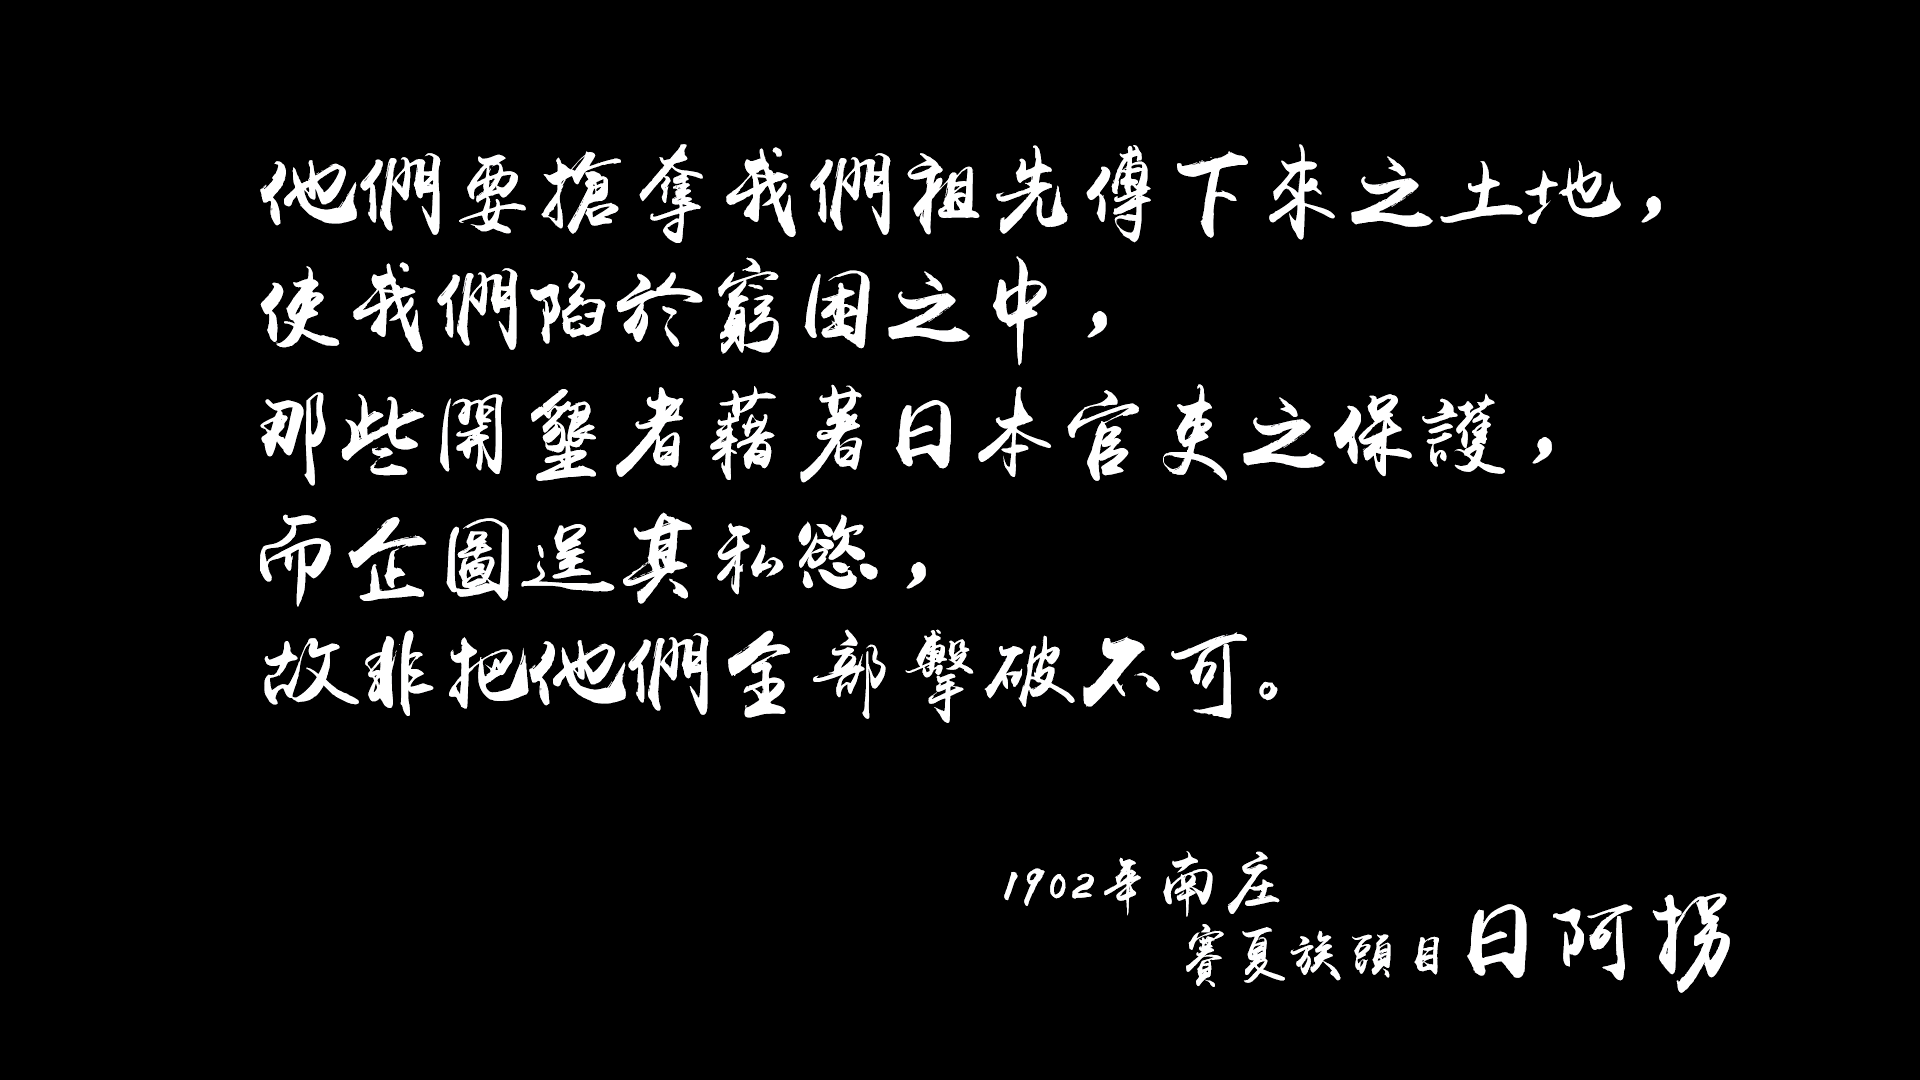 他們要搶奪我們祖先傳下來之土地，
使我們陷於窮困之中，
那些開墾者藉著日本官吏之保護，
而企圖逞其私慾，
故非把他們全部擊破不可。
1902年南庄
賽夏族頭目日阿拐